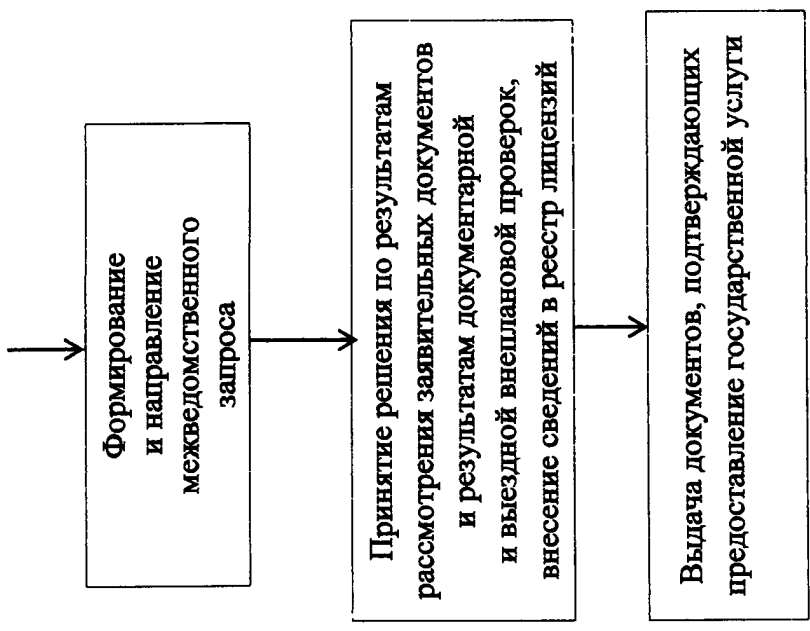 Формирование
и направление
межведомственного
запроса
Принятие решения по результатам
рассмотрения заявительных документов
и результатам документарной
и выездной внеплановой проверок,
внесение сведений в реестр лицензий
Выдача документов, подтверждающих
предоставление государственной услуги